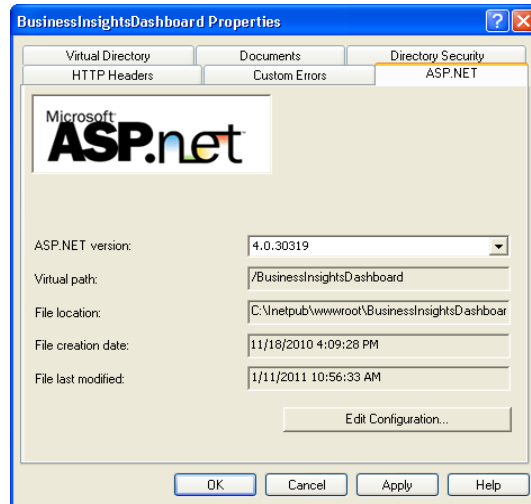 BusinessInsightsDashboard Properties
Virtual Directory Documents Directory Security
HTTP Headers Custom Errors ASP.NET
Microsoft
ASP.net
ASP.NET version: 4.0.30319
Virtual path: /BusinessInsightsDashboard
File location: C:\Inetpub\wwwroot\BusinessInsightsDashboar
File creation date: 11/18/2010 4:09:28 PM
File last modified: 1/11/2011 10:56:33 AM
Edit Configuration...
OK Cancel Apply Help